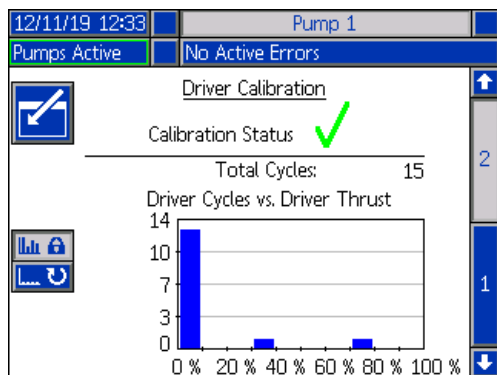 12/11/19 12:33 Pump 1
Pumps Active No Active Errors
Driver Calibration
Calibration Status
Total Cycles: 15
Driver Cycles vs. Driver Thrust
14
10
7
3
0
0 % 20 % 40 % 60 % 80 % 100 %
2
1